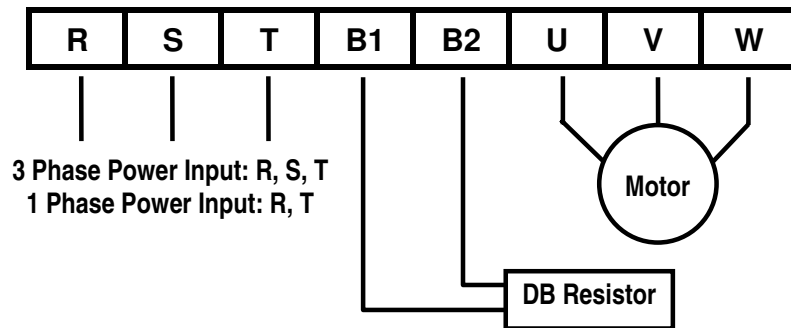 R S T B1 B2 U V W
3 Phase Power Input: R, S, T
1 Phase Power Input: R, T
Motor
DB Resistor